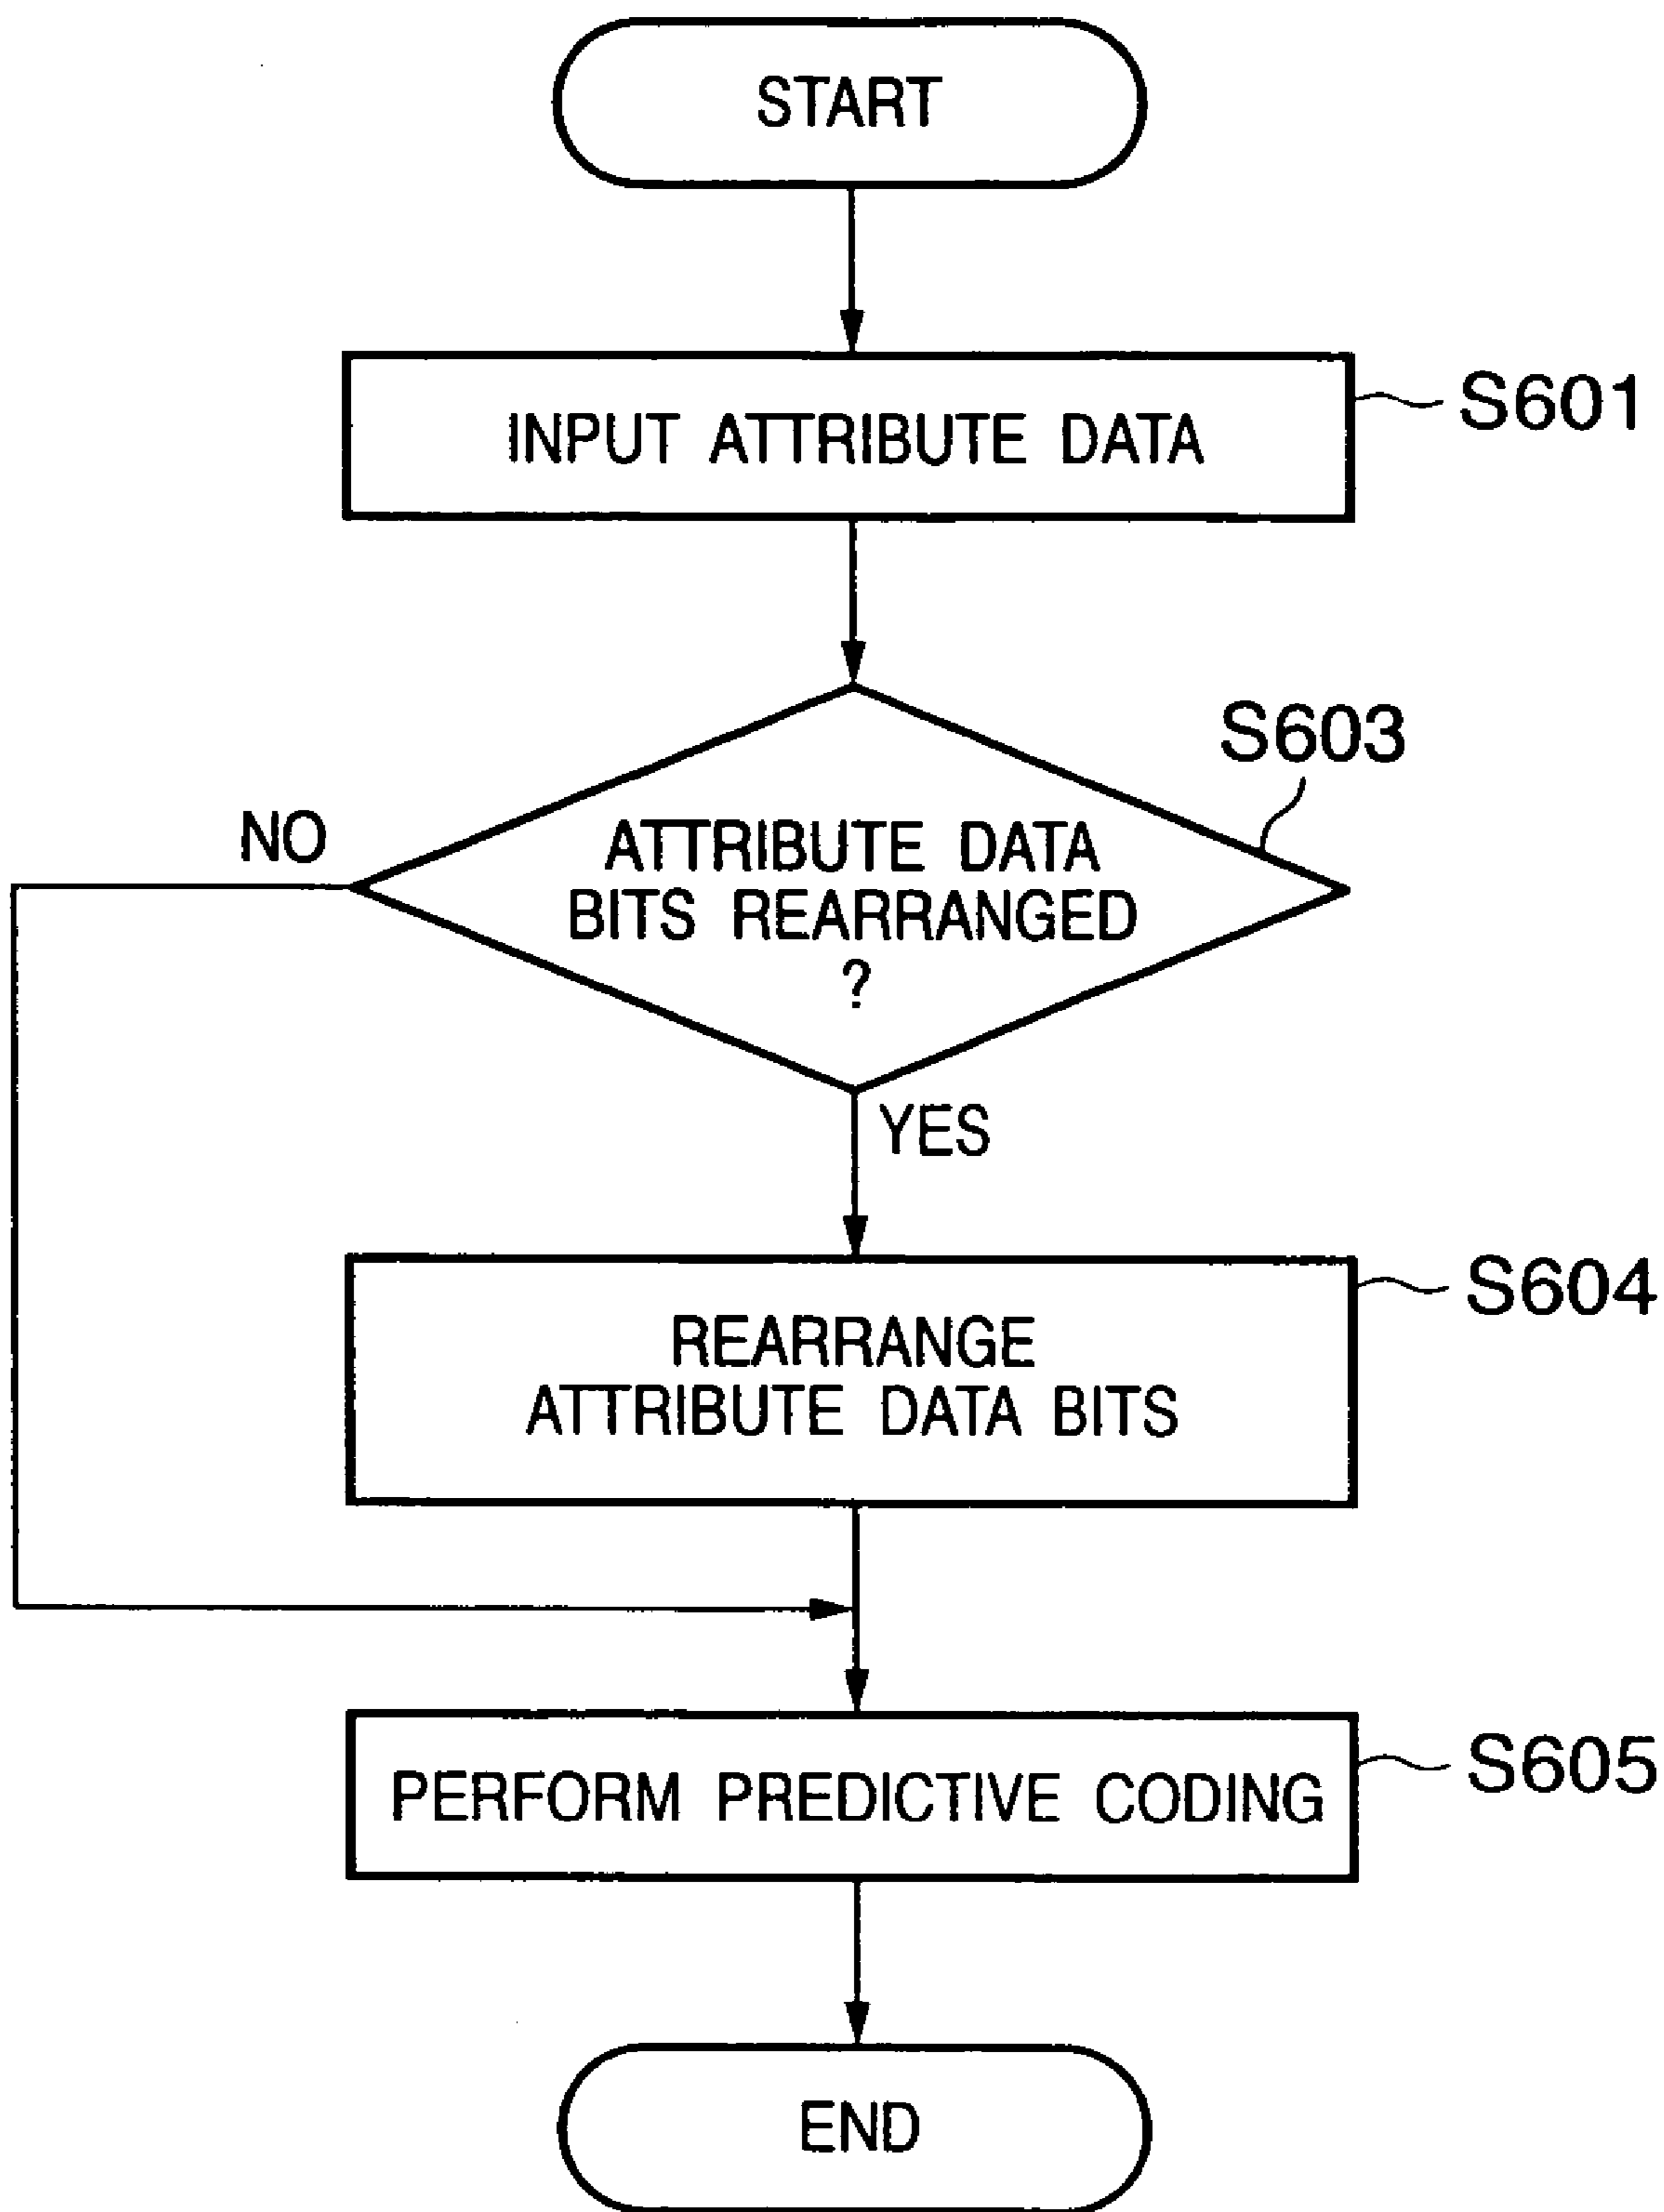 START
INPUT ATTRIBUTE DATA
S601
S603
NO
ATTRIBUTE DATA
BITS REARRANGED
?
YES
S604
REARRANGE
ATTRIBUTE DATA BITS
PERFORM PREDICTIVE CODING
S605
END